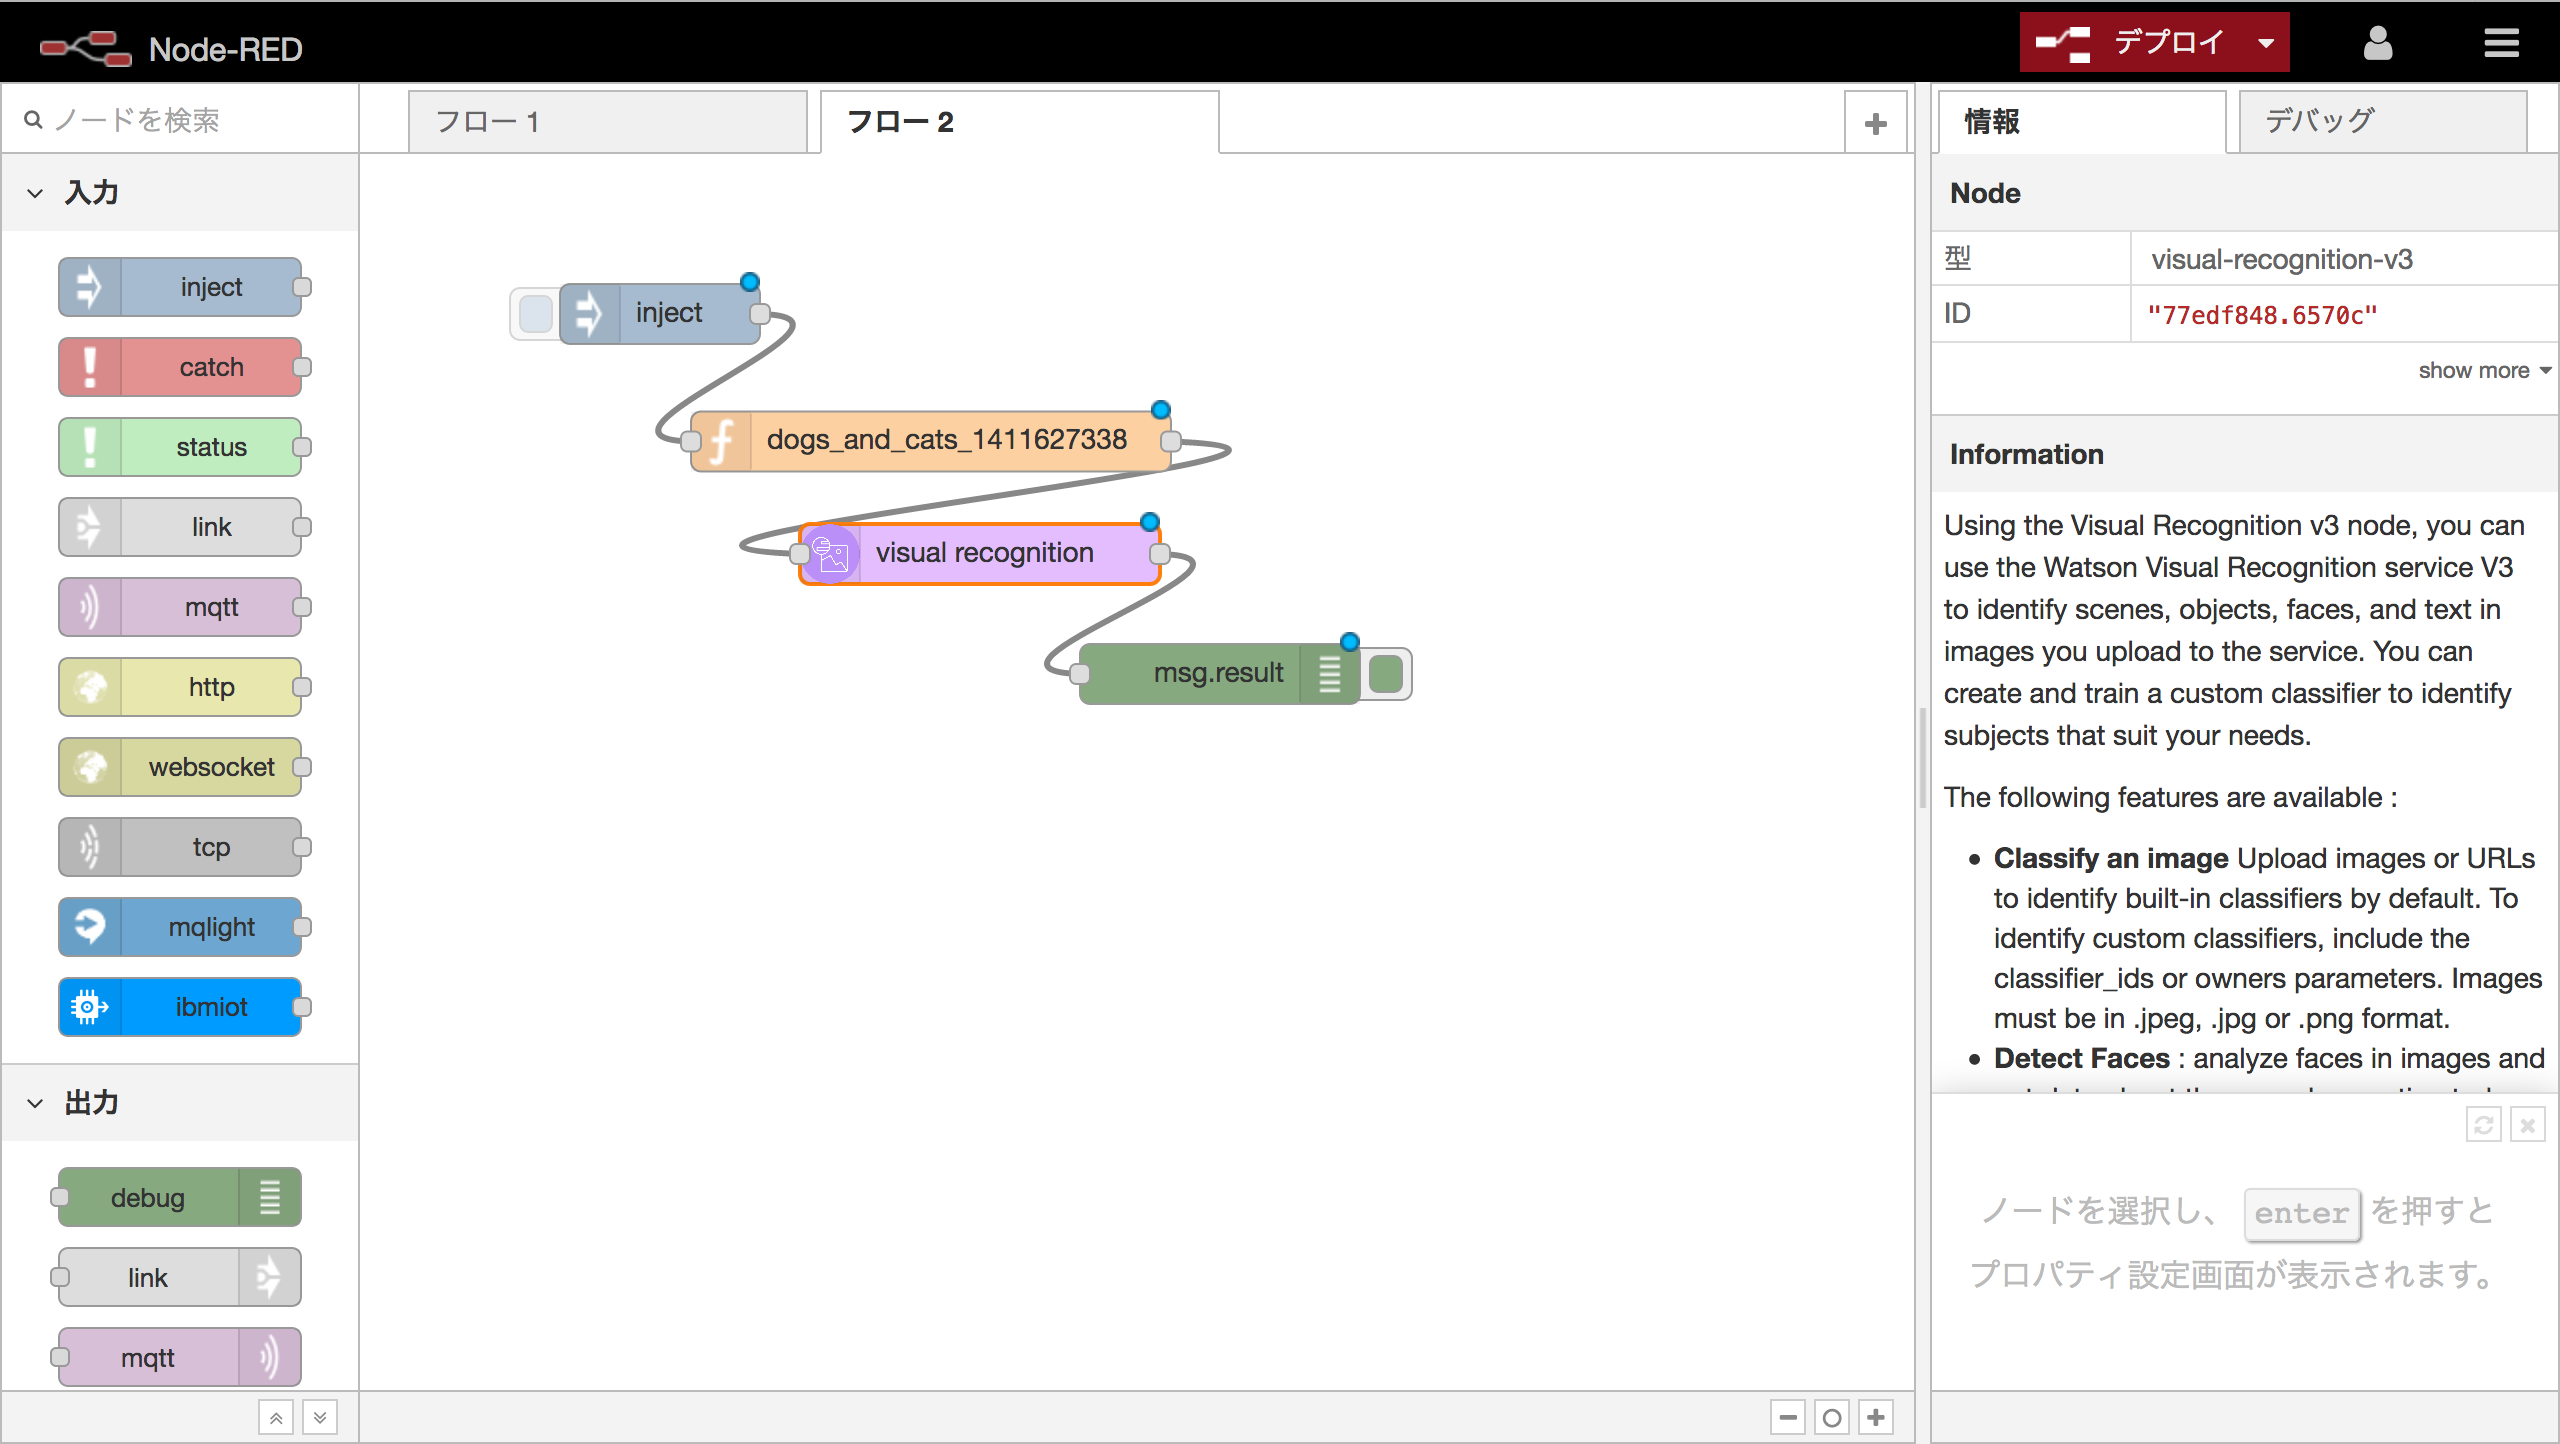 Node-RED
デプロイ
ノードを検索
フロー 1
フロー 2
情報
デバッグ
入力
inject
catch
status
link
mqtt
http
websocket
tcp
mqlight
ibmiot
出力
debug
link
mqtt
inject
dogs_and_cats_1411627338
visual recognition
msg.result
Node
型 visual-recognition-v3
ID "77edf848.6570c"
show more
Information
Using the Visual Recognition v3 node, you can
use the Watson Visual Recognition service V3
to identify scenes, objects, faces, and text in
images you upload to the service. You can
create and train a custom classifier to identify
subjects that suit your needs.
The following features are available :
Classify an image Upload images or URLs
to identify built-in classifiers by default. To
identify custom classifiers, include the
classifier_ids or owners parameters. Images
must be in .jpeg, .jpg or .png format.
Detect Faces : analyze faces in images and
ノードを選択し、 enter を押すと
プロパティ設定画面が表示されます。